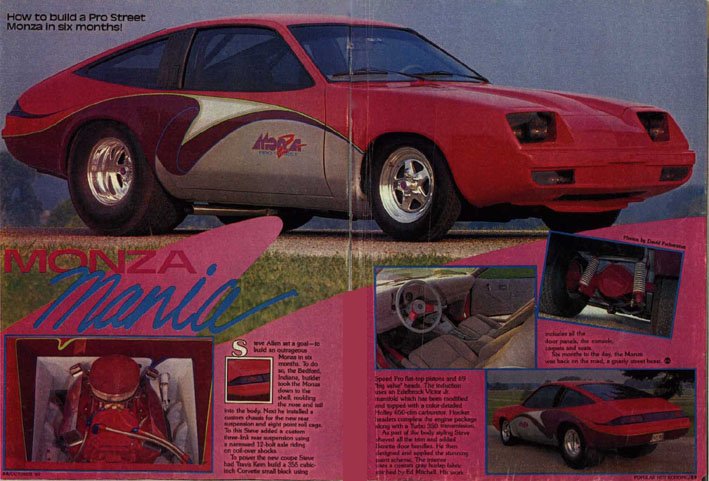 How to build a Pro Street
Monza in six months!
MONZA
MONZA
Mania
Steve Allen set a goal—to
build an outrageous
Monza in six
months. To do
so, the Bedford,
Indiana, builder
took the Monza
down to the
shell, molding
the nose and tail
into the body. Next he installed a
custom chassis for the new rear
suspension and eight point roll cage.
To this Steve added a custom
three-link rear suspension using
a narrowed 12-bolt axle riding
on coil-over shocks.
To power the new coupe Steve
had Travis Keen build a 355 cubic-
inch Corvette small block using
Speed Pro flat-top pistons and 69
"big valve" heads. The induction
uses an Edelbrock Victor Jr.
manifold which has been modified
and topped with a color-detailed
Holley 650-cfm carburetor. Hooker
headers complete the engine package
along with a Turbo 350 transmission.
As part of the body styling Steve
shaved all the trim and added
door handles. He then
designed and applied the stunning
paint scheme. The interior
uses a custom gray fabric
stitched by Ed Mitchell. His work
Photos by David
includes all the
door panels, the console,
carpets and seats.
Six months to the day, the Monza
was back on the road, a gnarly street beast.
POPULAR HOT RODDING